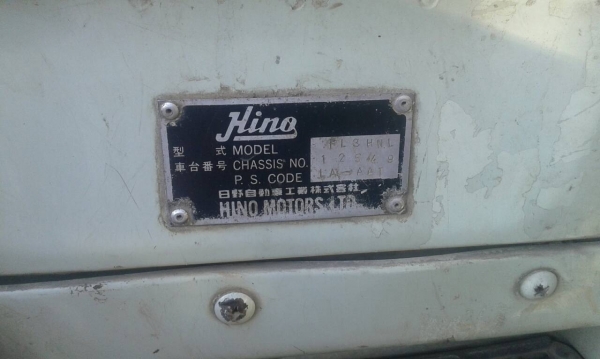 Hino
型式 MODEL
車台番号 CHASSIS NO.
P. S. CODE
日野自動車工業株式会社
HINO MOTORS LTD.